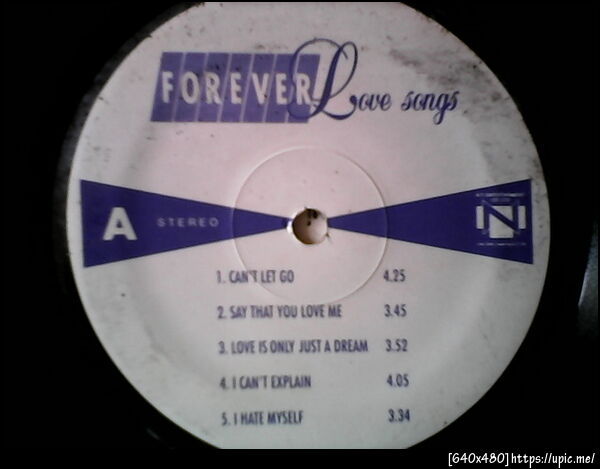 FOREVER Love songs
A STEREO N
1. CAN'T LET GO 4.25
2. SAY THAT YOU LOVE ME 3.45
3. LOVE IS ONLY JUST A DREAM 3.52
4. I CAN'T EXPLAIN 4.05
5. I HATE MYSELF 3.34
[640x480]https://upic.me/